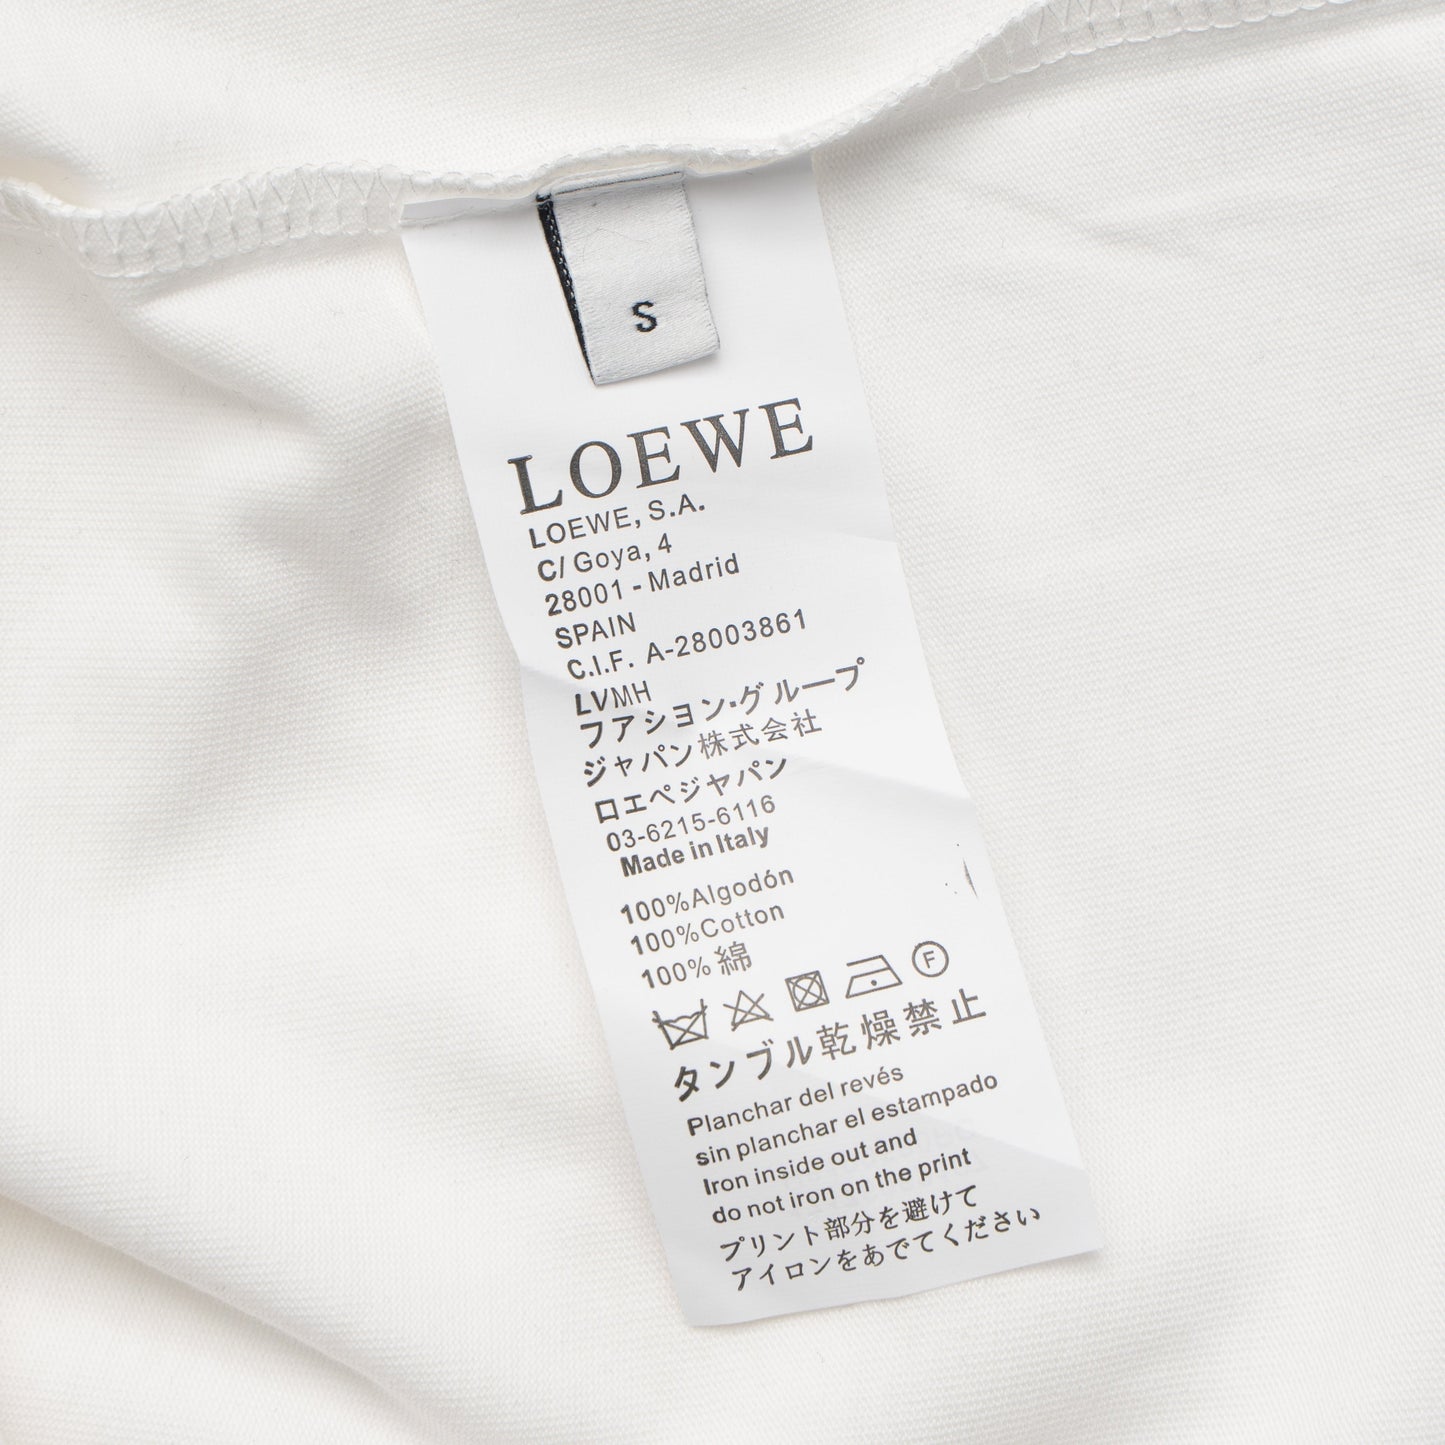 S
LOEWE
LOEWE, S.A.
C/ Goya, 4
28001 - Madrid
SPAIN
C.I.F. A-28003861
LVMH
フアシヨン・グループ
ジャパン株式会社
ロエベジヤパン
03-6215-6116
Made in Italy
100%Algodón
100%Cotton
100% 綿
F
タンブル乾燥禁止
Planchar del revés
sin planchar el estampado
Iron inside out and
do not iron on the print
プリント部分を避けて
アイロンをあでてください